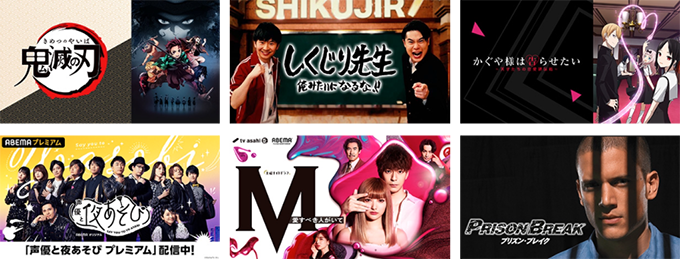 きめつのやいば
鬼滅の刃
SHIKUJIR
しくじり先生
俺みたいになるな!!
かぐや様は告らせたい
ABEMAプレミアム
声優と夜あそび
「声優と夜あそび プレミアム」配信中!
tv asahi
ABEMA
M
愛すべき人がいて
PRISON BREAK
プリズン・ブレイク